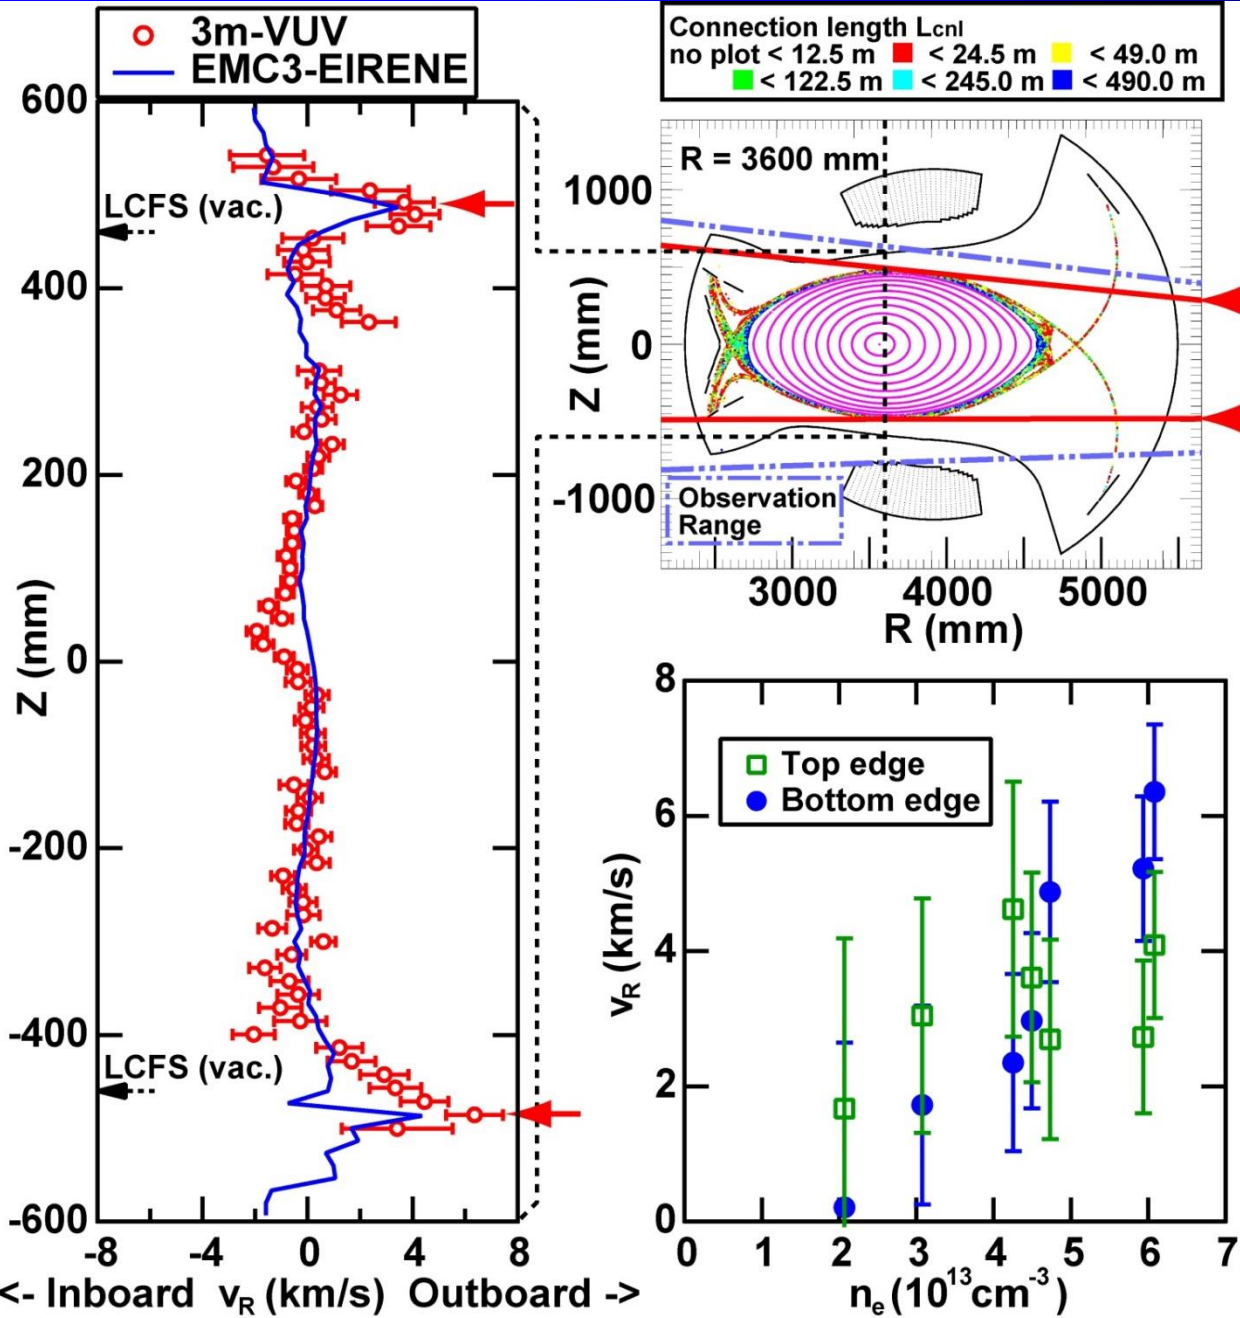 3m-VUV
EMC3-EIRENE
600
400
200
0
-200
-400
-600
Z (mm)
LCFS (vac.)
LCFS (vac.)
-8 -4 0 4 8
<- Inboard v_R (km/s) Outboard ->
Connection length L_cnl
no plot < 12.5 m < 24.5 m < 49.0 m
< 122.5 m < 245.0 m < 490.0 m
R = 3600 mm
1000
0
-1000
Z (mm)
Observation
Range
3000 4000 5000
R (mm)
8
6
4
2
0
v_R (km/s)
Top edge
Bottom edge
0 1 2 3 4 5 6 7
n_e (10^13 cm^-3)